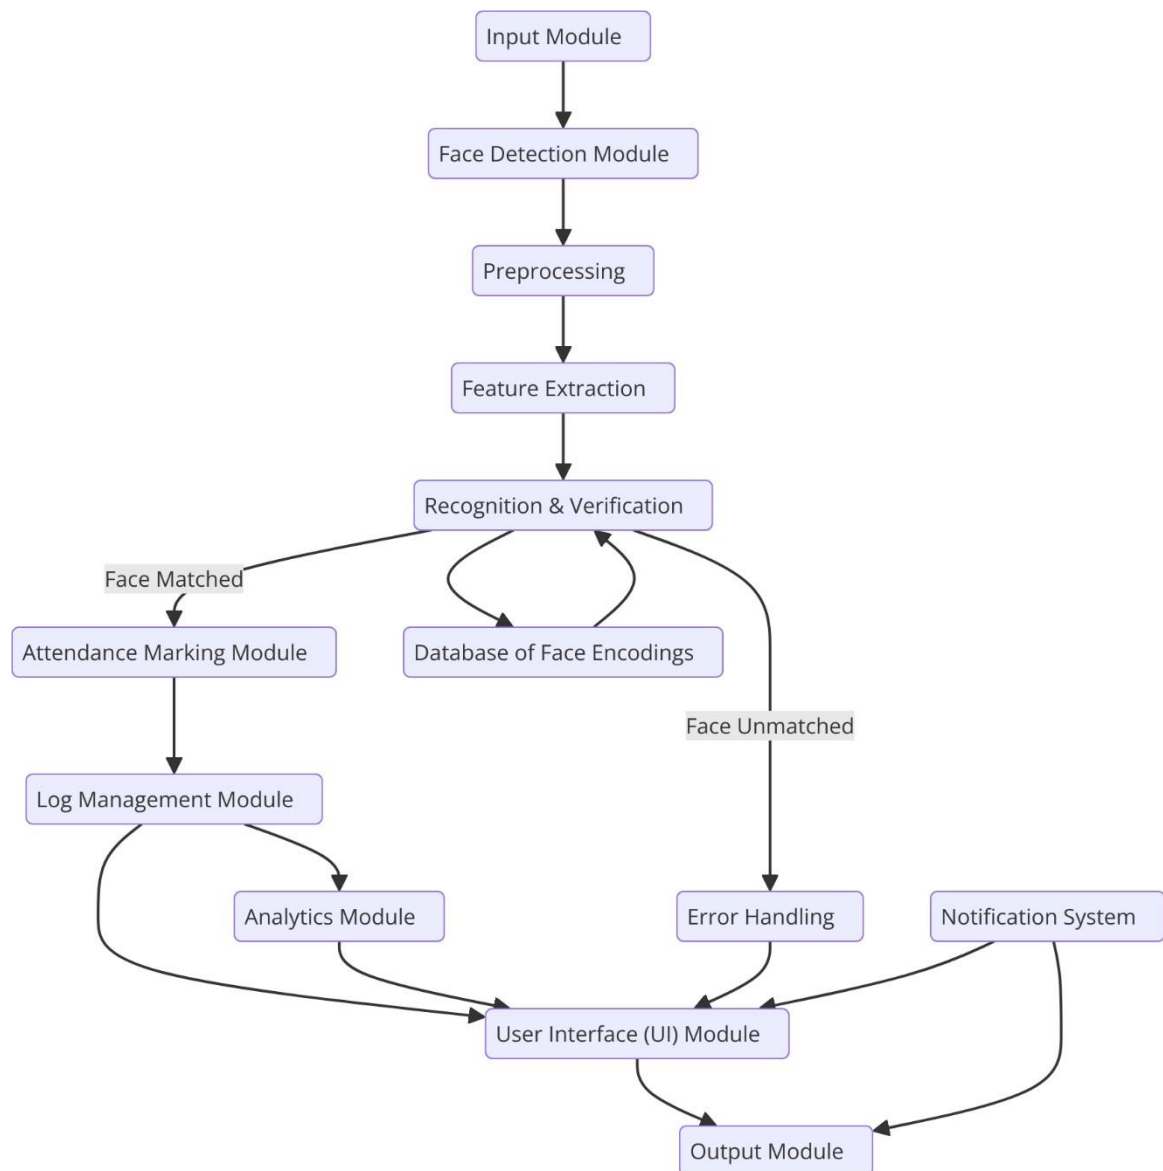 Input Module
Face Detection Module
Preprocessing
Feature Extraction
Recognition & Verification
Face Matched
Attendance Marking Module
Database of Face Encodings
Face Unmatched
Log Management Module
Analytics Module
Error Handling
Notification System
User Interface (UI) Module
Output Module